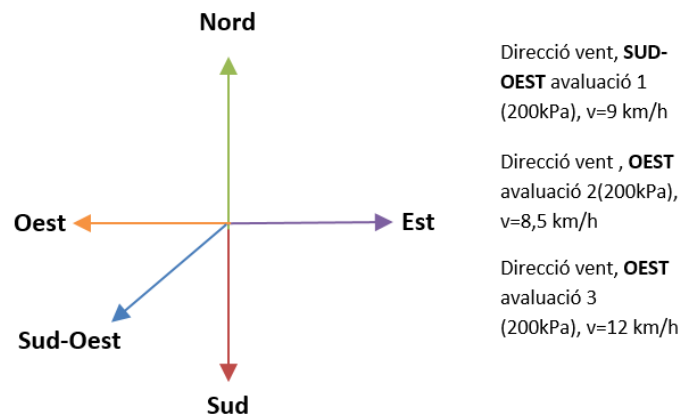 Nord
Oest
Est
Sud-Oest
Sud
Direcció vent, SUD-
OEST avaluació 1
(200kPa), v=9 km/h
Direcció vent , OEST
avaluació 2(200kPa),
v=8,5 km/h
Direcció vent, OEST
avaluació 3
(200kPa), v=12 km/h